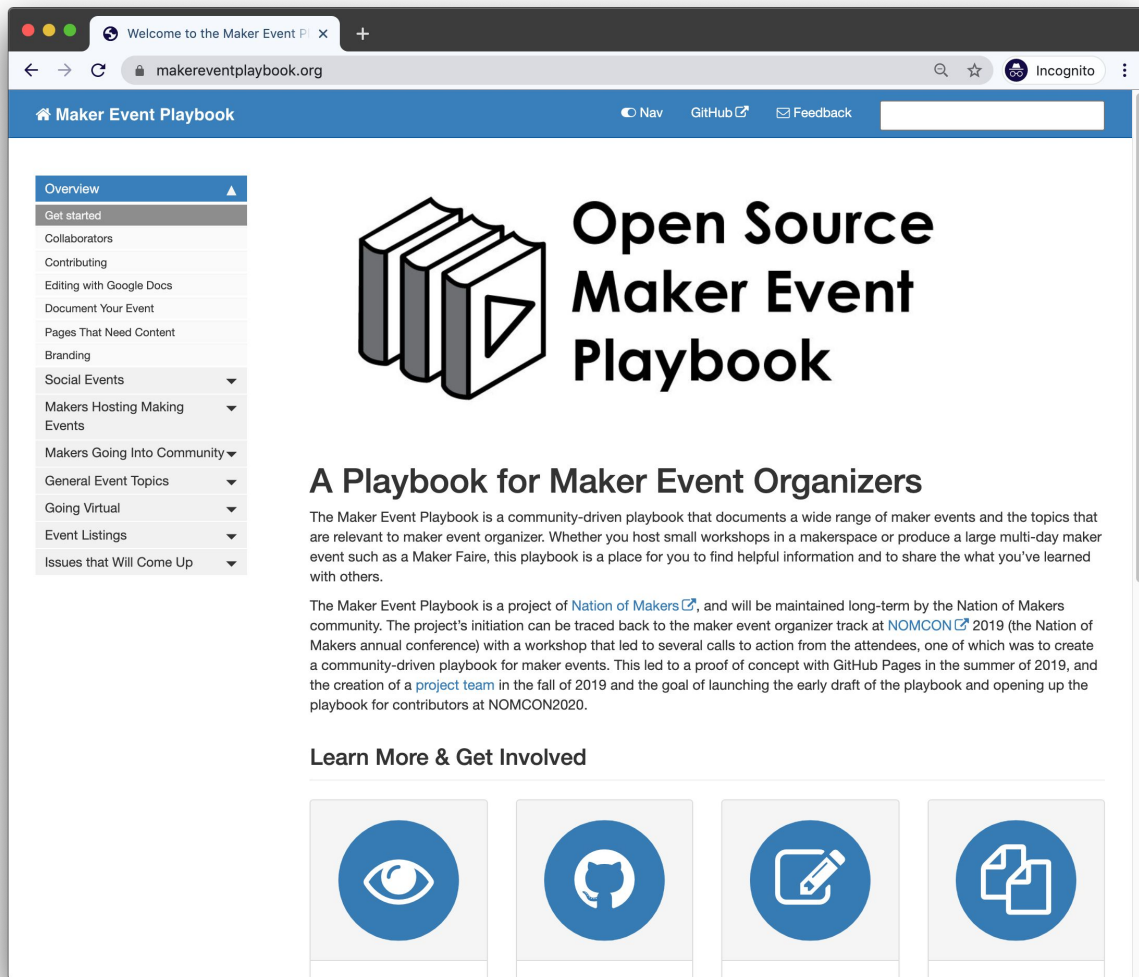 Welcome to the Maker Event P
makereventplaybook.org
Incognito
Maker Event Playbook
Nav
GitHub
Feedback
Overview
Get started
Collaborators
Contributing
Editing with Google Docs
Document Your Event
Pages That Need Content
Branding
Social Events
Makers Hosting Making
Events
Makers Going Into Community
General Event Topics
Going Virtual
Event Listings
Issues that Will Come Up
Open Source
Maker Event
Playbook
A Playbook for Maker Event Organizers
The Maker Event Playbook is a community-driven playbook that documents a wide range of maker events and the topics that
are relevant to maker event organizer. Whether you host small workshops in a makerspace or produce a large multi-day maker
event such as a Maker Faire, this playbook is a place for you to find helpful information and to share the what you've learned
with others.
The Maker Event Playbook is a project of Nation of Makers, and will be maintained long-term by the Nation of Makers
community. The project's initiation can be traced back to the maker event organizer track at NOMCON 2019 (the Nation of
Makers annual conference) with a workshop that led to several calls to action from the attendees, one of which was to create
a community-driven playbook for maker events. This led to a proof of concept with GitHub Pages in the summer of 2019, and
the creation of a project team in the fall of 2019 and the goal of launching the early draft of the playbook and opening up the
playbook for contributors at NOMCON2020.
Learn More & Get Involved